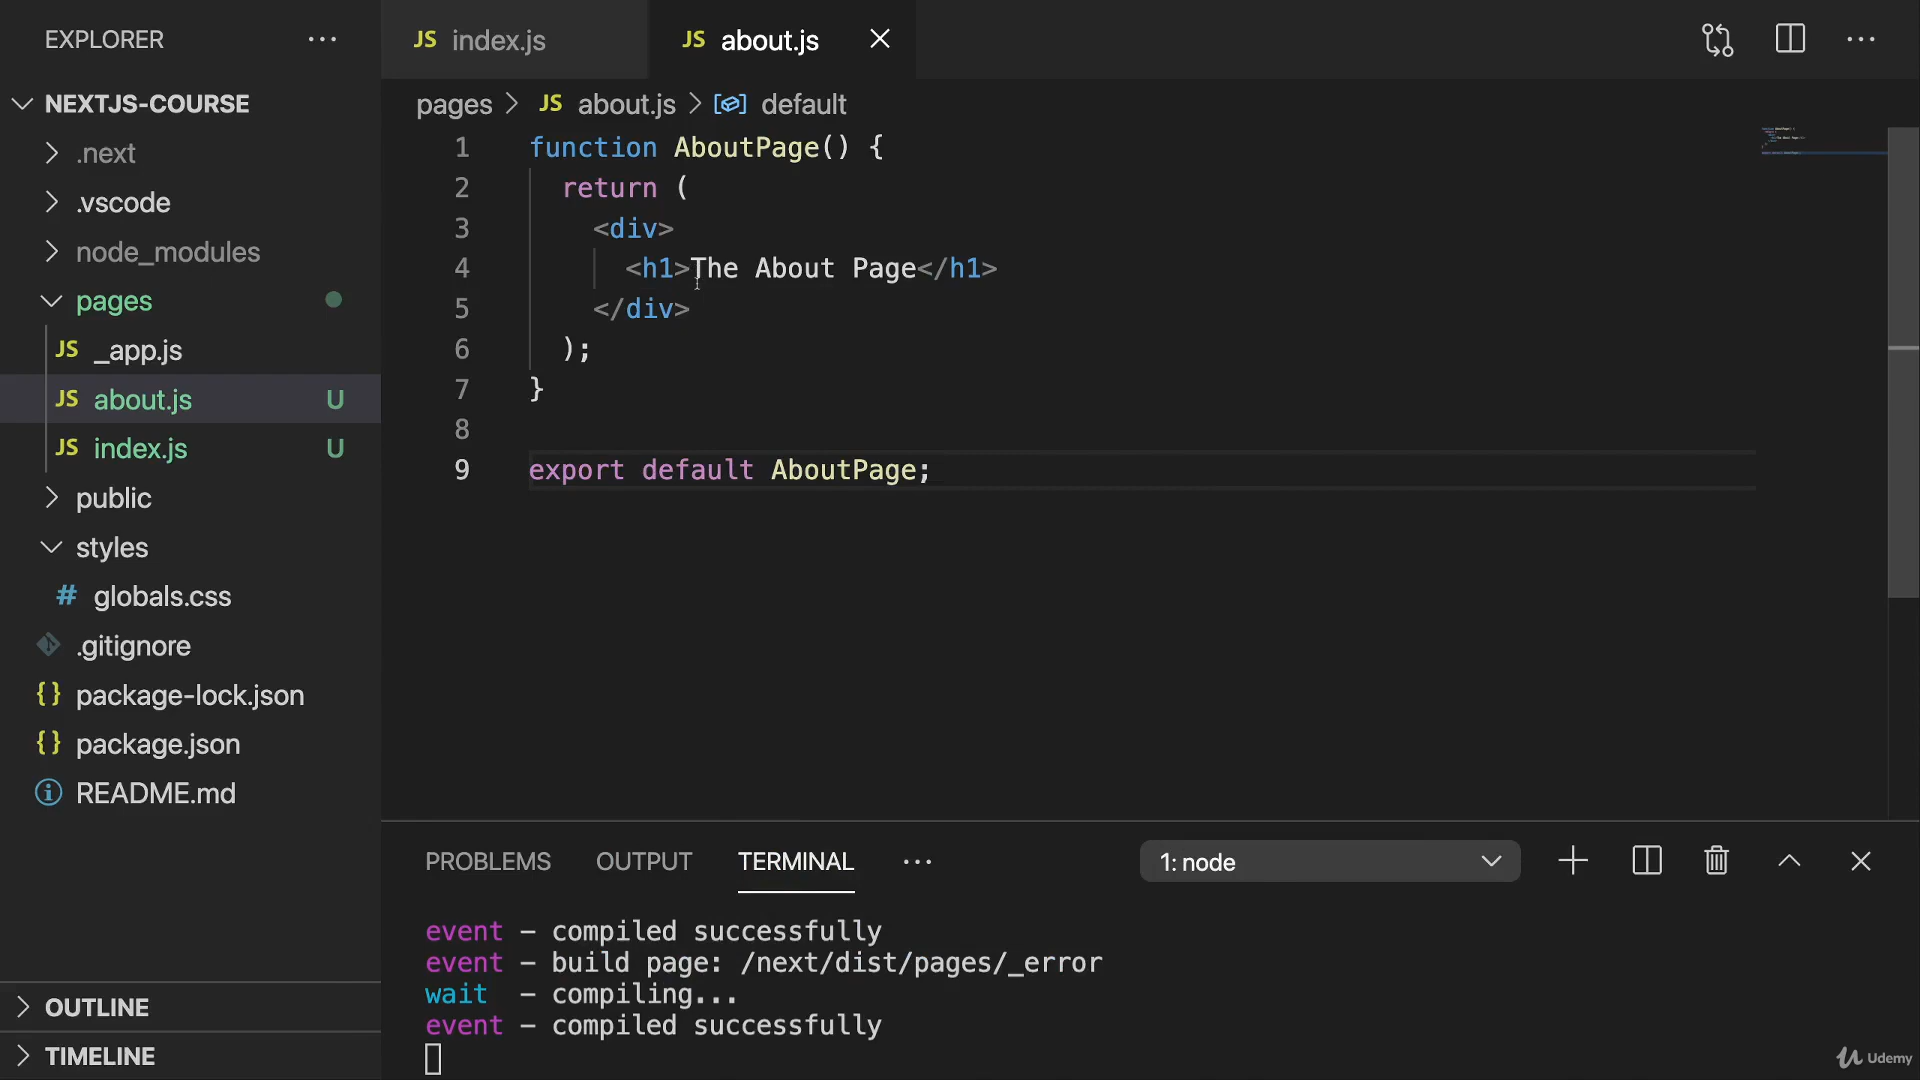 EXPLORER
NEXTJS-COURSE
.next
.vscode
node_modules
pages
JS _app.js
JS about.js U
JS index.js U
public
styles
# globals.css
.gitignore
{} package-lock.json
{} package.json
README.md
OUTLINE
TIMELINE
JS index.js
JS about.js
pages > JS about.js > default
1 function AboutPage() {
2 return (
3 <div>
4 <h1>The About Page</h1>
5 </div>
6 );
7 }
8
9 export default AboutPage;
PROBLEMS OUTPUT TERMINAL
1: node
event - compiled successfully
event - build page: /next/dist/pages/_error
wait - compiling...
event - compiled successfully
Udemy